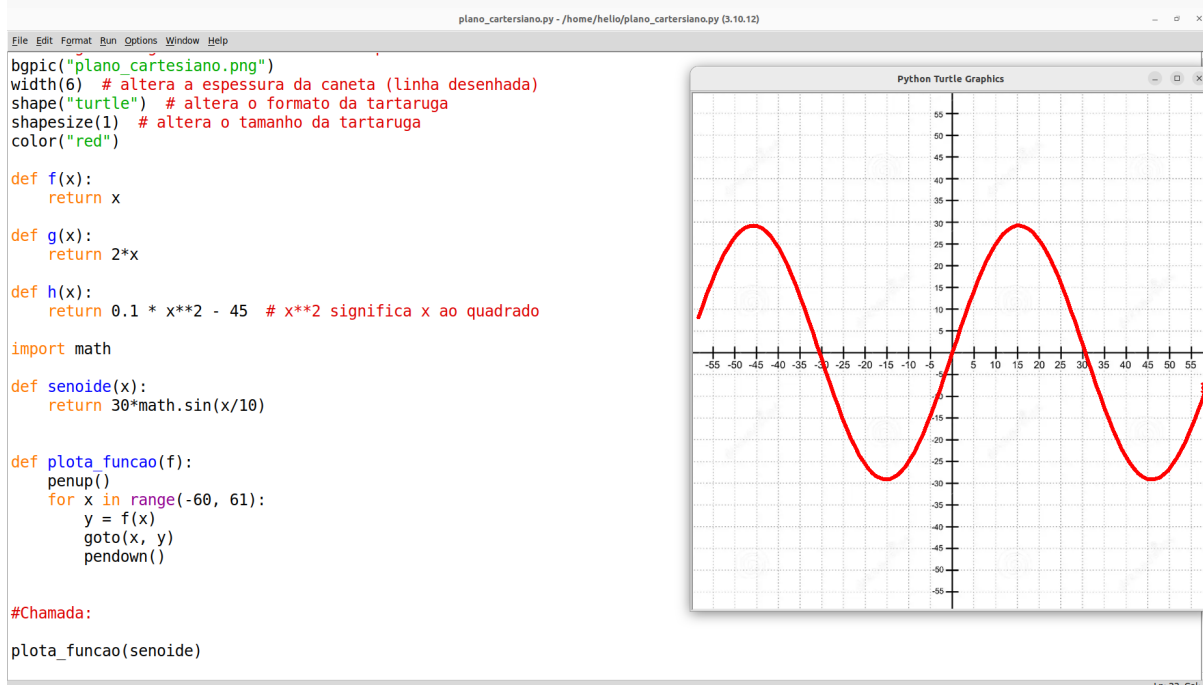 plano_cartersiano.py - /home/helio/plano_cartersiano.py (3.10.12)
File Edit Format Run Options Window Help
bgpic("plano_cartesiano.png")
width(6)  # altera a espessura da caneta (linha desenhada)
shape("turtle")  # altera o formato da tartaruga
shapesize(1)  # altera o tamanho da tartaruga
color("red")
def f(x):
    return x
def g(x):
    return 2*x
def h(x):
    return 0.1 * x**2 - 45  # x**2 significa x ao quadrado
import math
def senoide(x):
    return 30*math.sin(x/10)
def plota_funcao(f):
    penup()
    for x in range(-60, 61):
        y = f(x)
        goto(x, y)
        pendown()
#Chamada:
plota_funcao(senoide)
Python Turtle Graphics
55
50
45
40
35
30
25
20
15
10
5
-55 -50 -45 -40 -35 -30 -25 -20 -15 -10 -5 5 10 15 20 25 30 35 40 45 50 55
-5
-10
-15
-20
-25
-30
-35
-40
-45
-50
-55